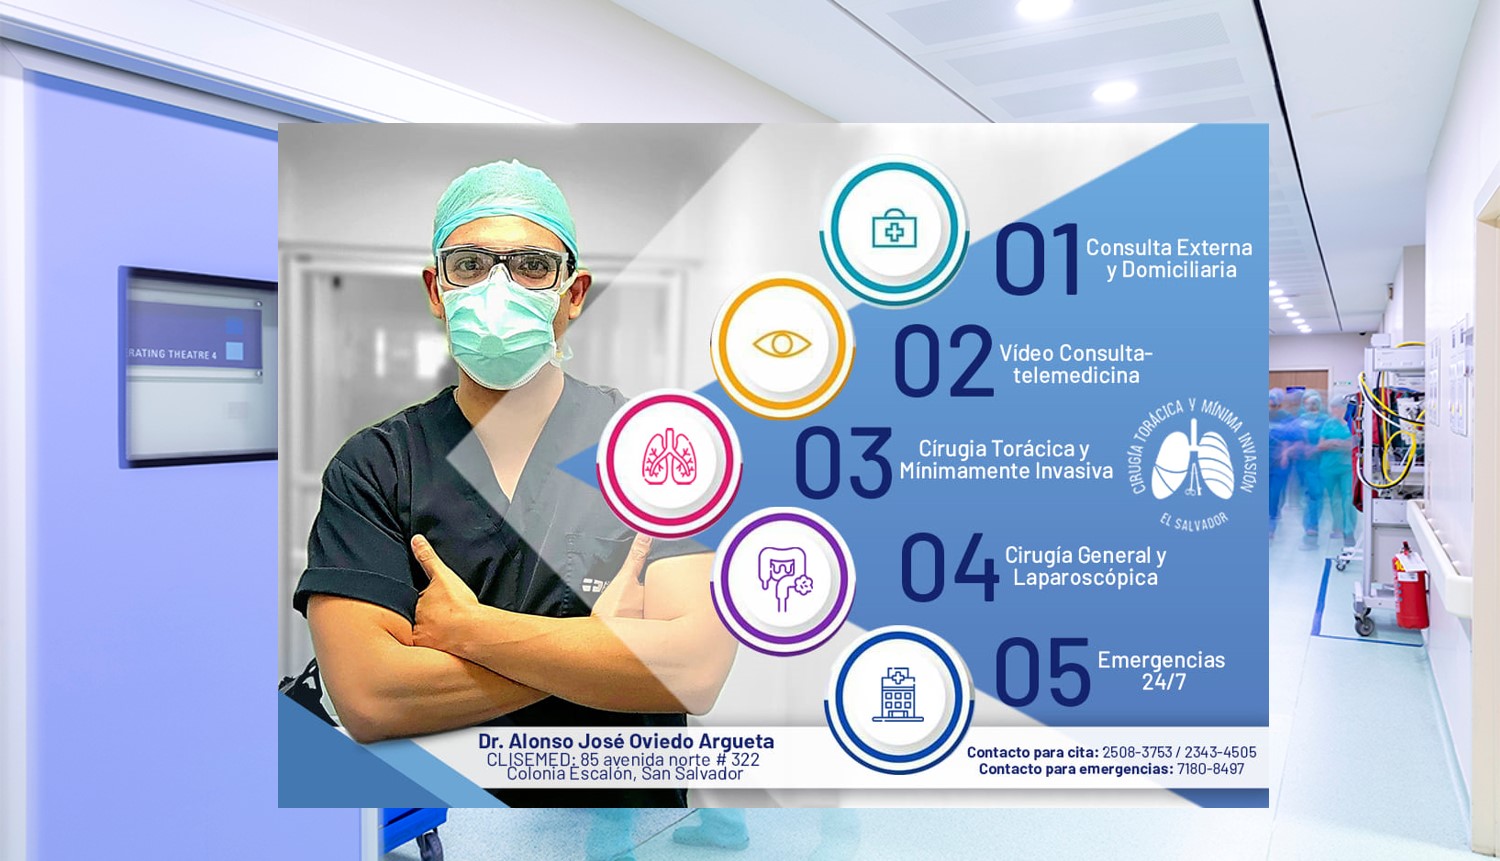 RATING THEATRE 4
01
Consulta Externa
y Domiciliaria
02
Vídeo Consulta-
telemedicina
03
Círugia Torácica y
Mínimamente Invasiva
CIRUGÍA TORÁCICA Y MÍNIMA INVASIÓN
EL SALVADOR
04
Cirugía General y
Laparoscópica
05
Emergencias
24/7
Dr. Alonso José Oviedo Argueta
CLISEMED: 85 avenida norte # 322
Colonia Escalón, San Salvador
Contacto para cita: 2508-3753 / 2343-4505
Contacto para emergencias: 7180-8497